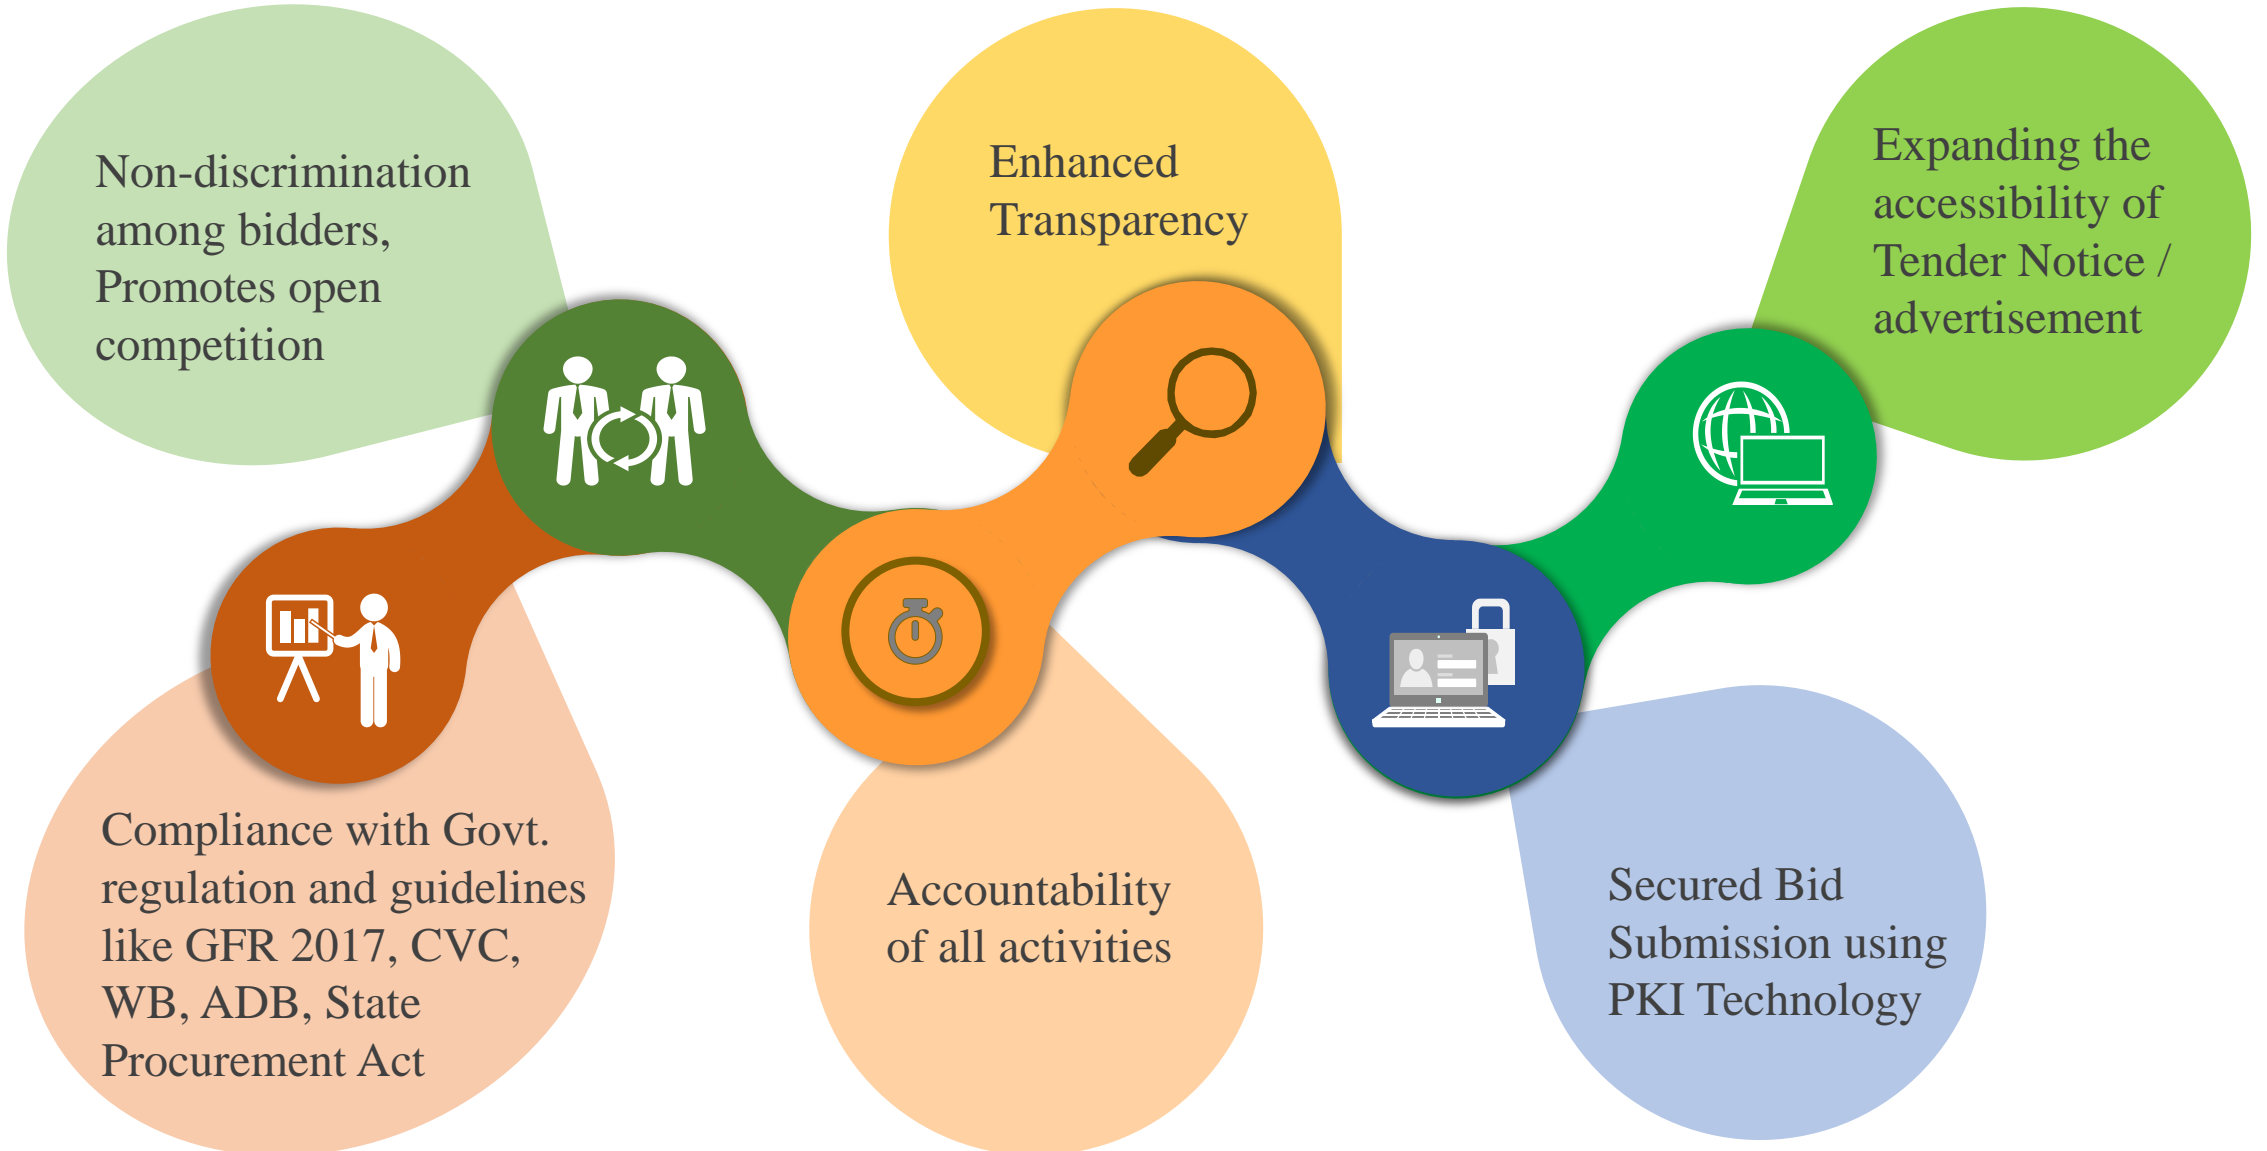 Non-discrimination
among bidders,
Promotes open
competition
Enhanced
Transparency
Expanding the
accessibility of
Tender Notice /
advertisement
Compliance with Govt.
regulation and guidelines
like GFR 2017, CVC,
WB, ADB, State
Procurement Act
Accountability
of all activities
Secured Bid
Submission using
PKI Technology